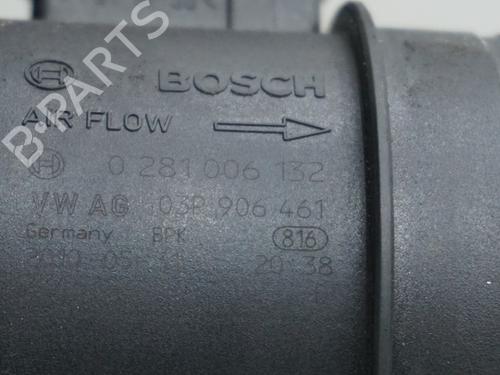 BOSCH
AIR FLOW
0 281 006 132
VW AG 03P 906 461
Germany BPK 816
20:38
B-PARTS